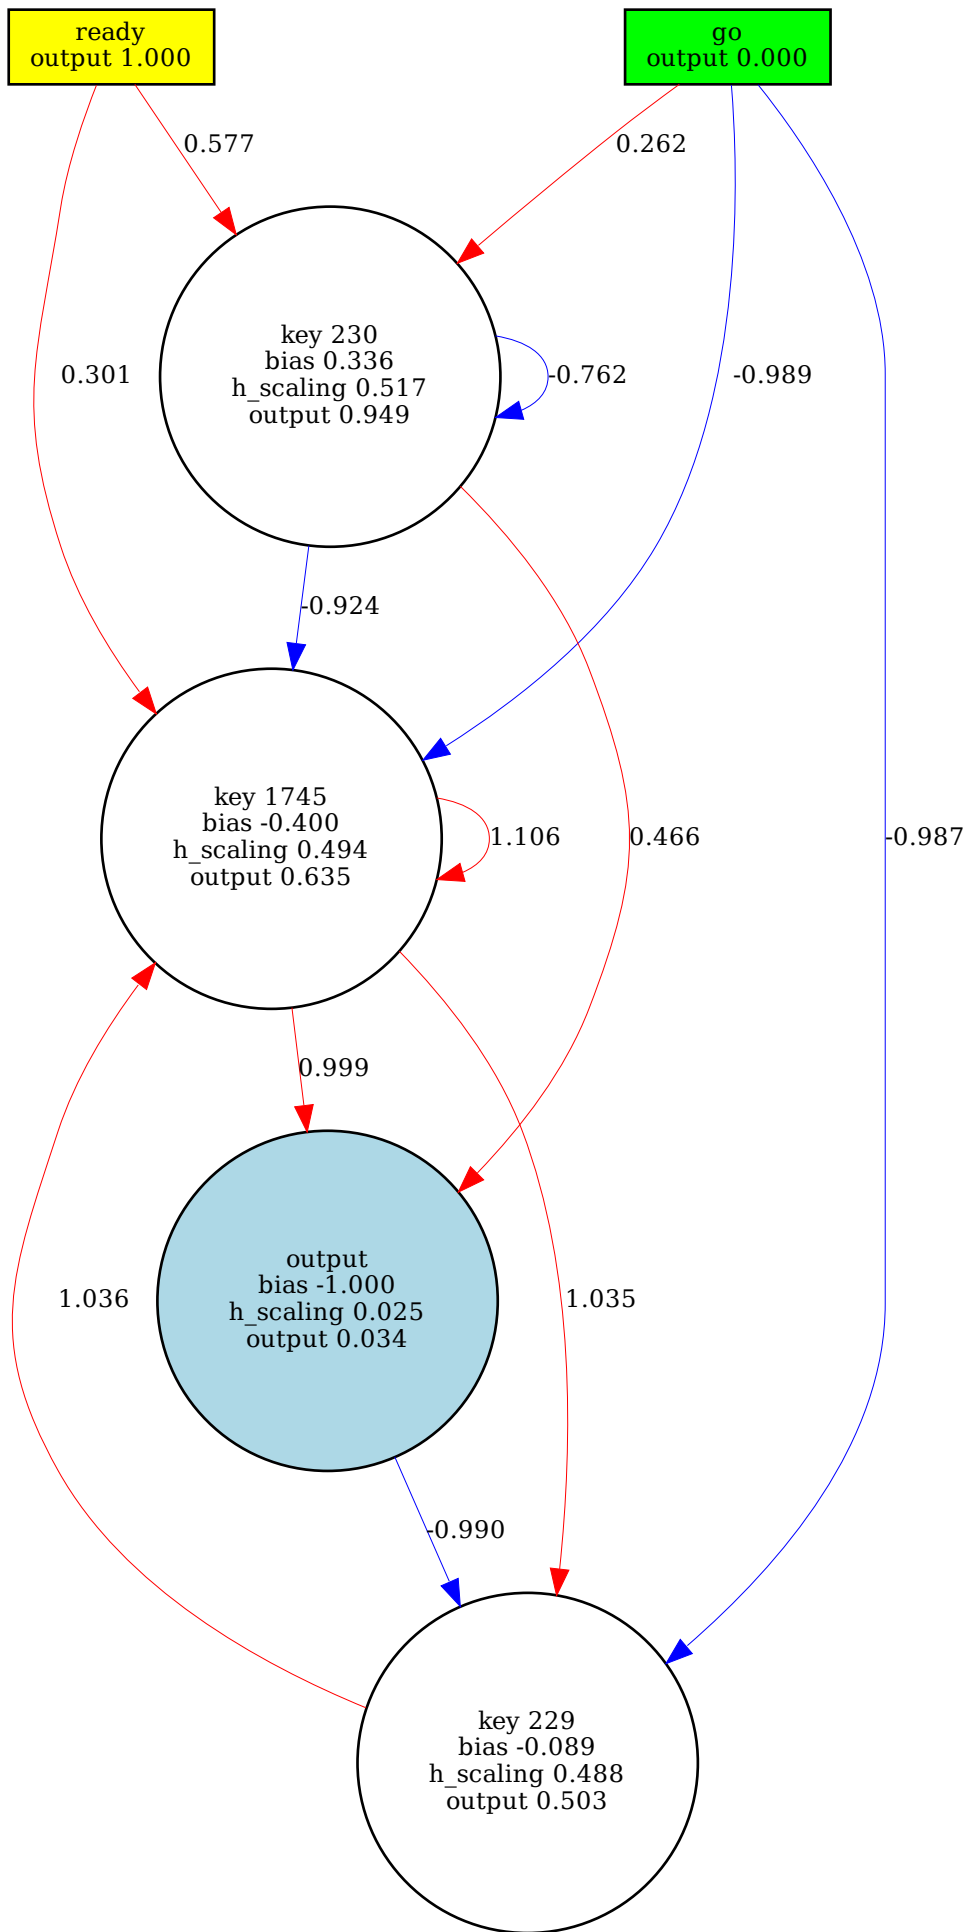 ready
output 1.000
go
output 0.000
0.577
0.262
key 230
bias 0.336
h_scaling 0.517
output 0.949
0.301
-0.762
-0.989
-0.924
key 1745
bias -0.400
h_scaling 0.494
output 0.635
1.106
0.466
-0.987
0.999
output
bias -1.000
h_scaling 0.025
output 0.034
1.036
1.035
-0.990
key 229
bias -0.089
h_scaling 0.488
output 0.503